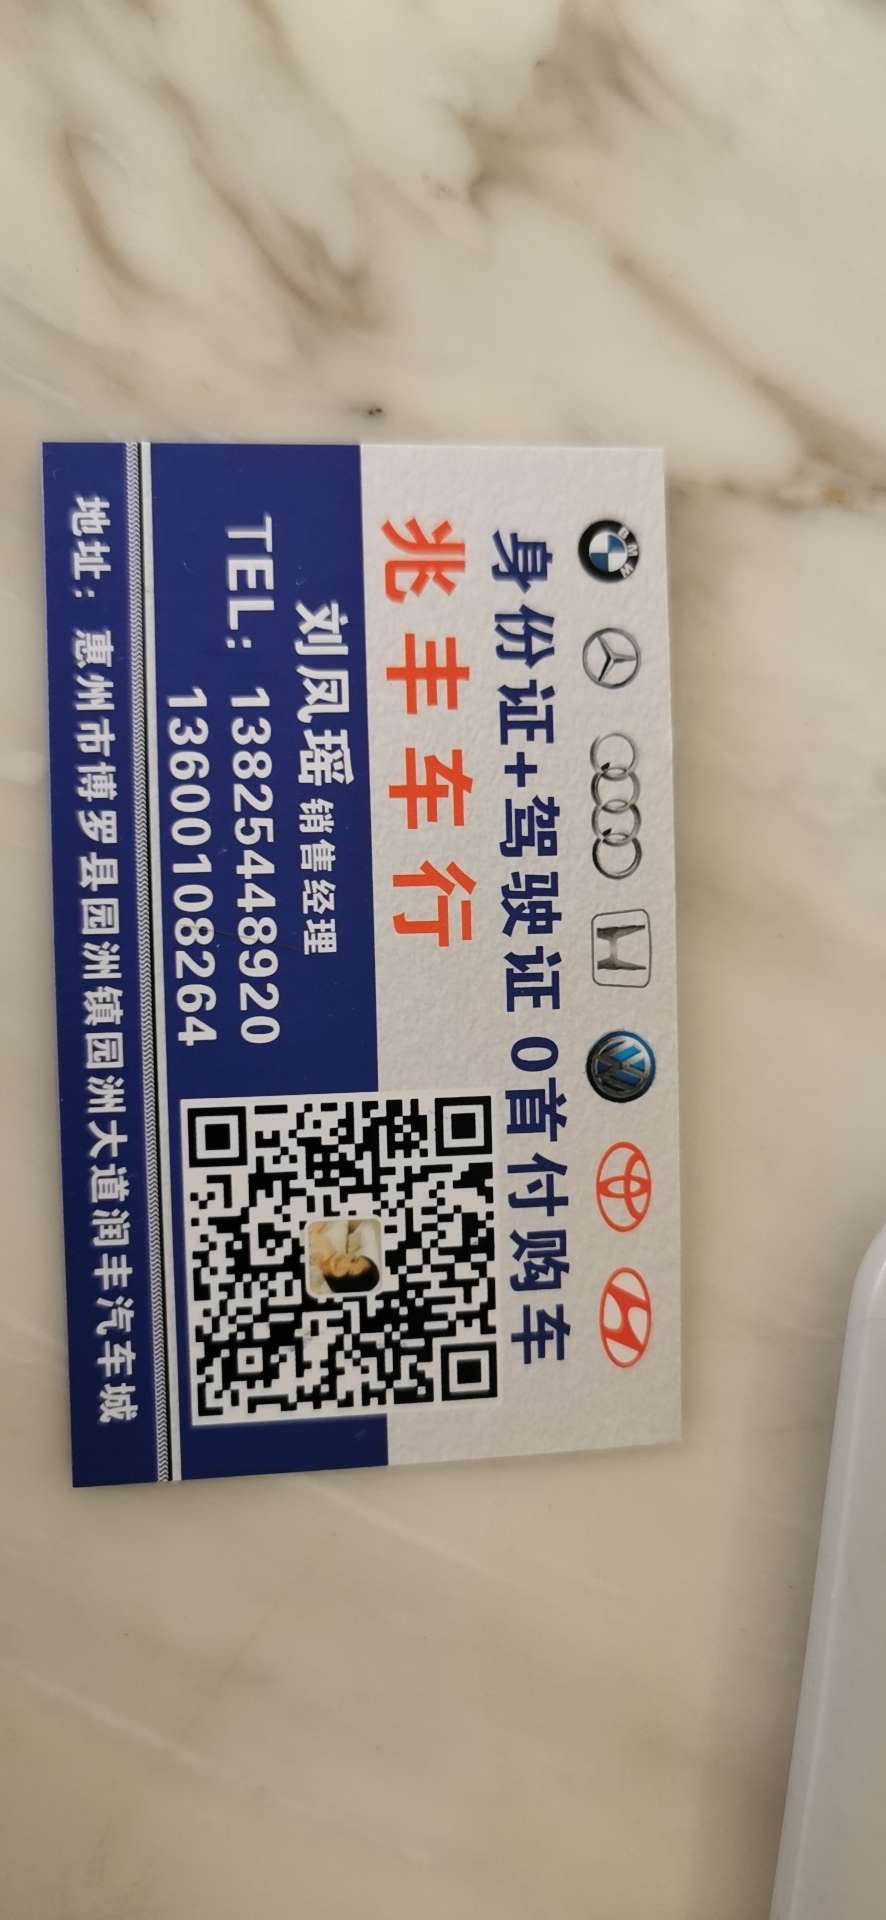 身份证+驾驶证 0首付购车
兆丰车行
刘凤瑶 销售经理
TEL: 13825448920
13600108264
地址: 惠州市博罗县园洲镇园洲大道润丰汽车城